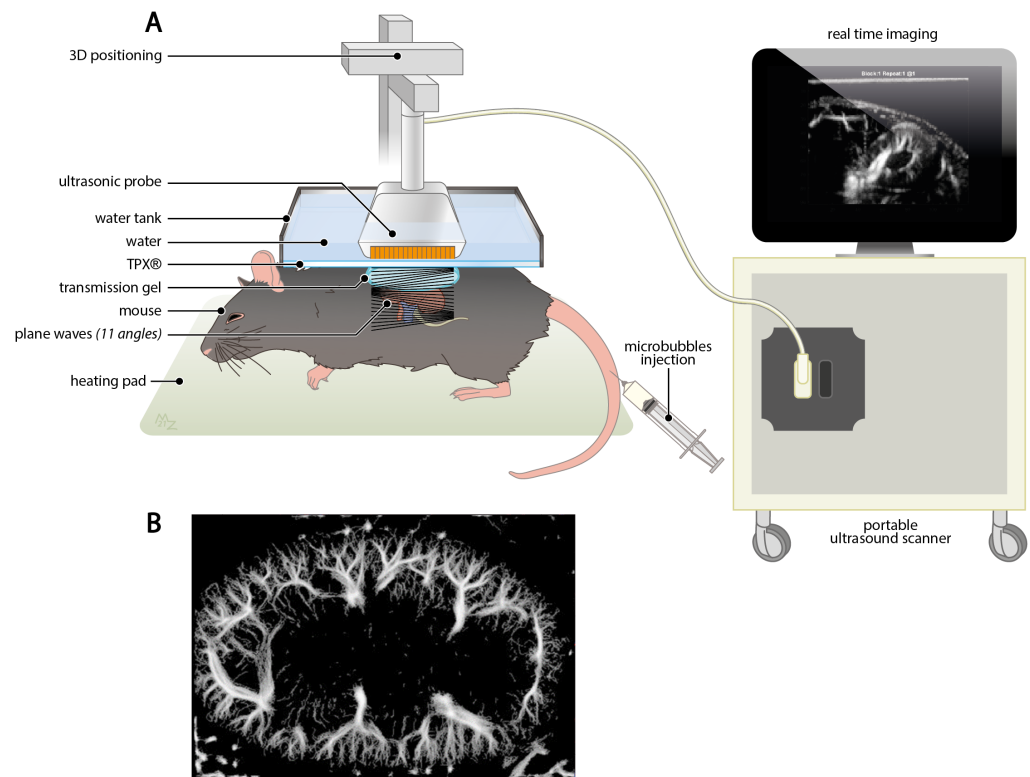 A
3D positioning
ultrasonic probe
water tank
water
TPX®
transmission gel
mouse
plane waves (11 angles)
heating pad
MZ
microbubbles
injection
real time imaging
Block:1 Repeat:1 @1
portable
ultrasound scanner
B